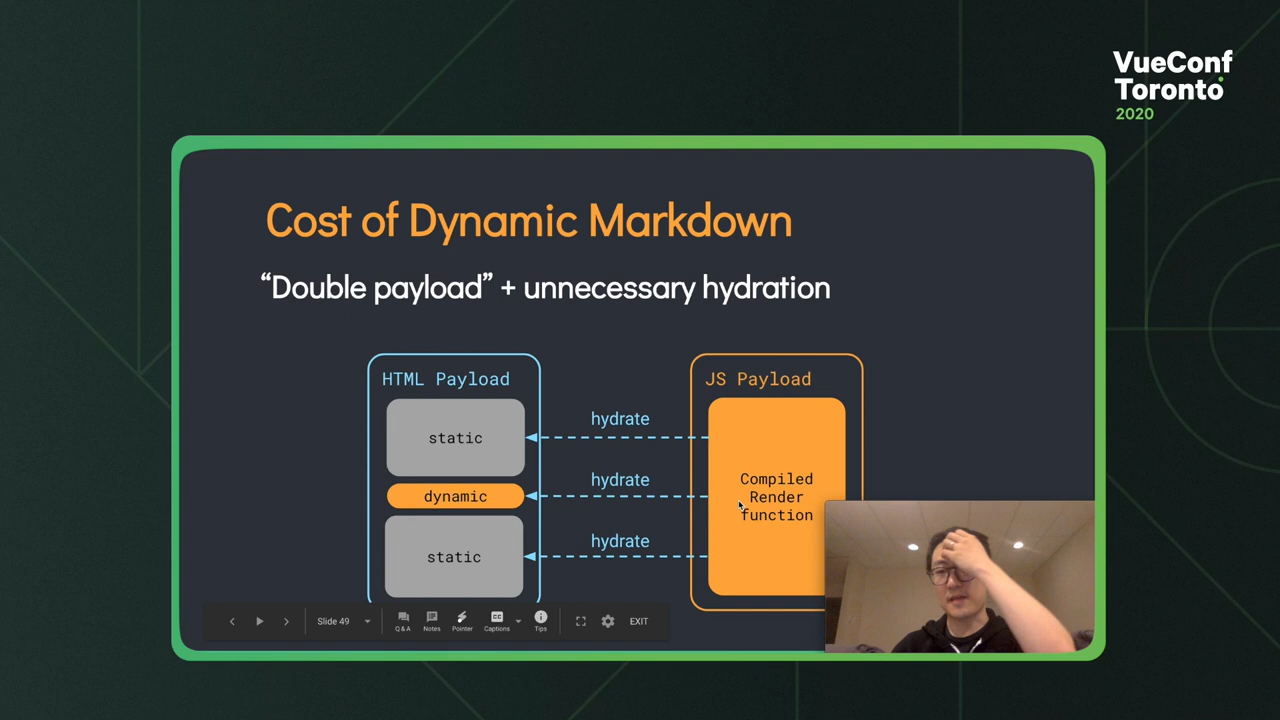 VueConf
Toronto
2020
Cost of Dynamic Markdown
“Double payload” + unnecessary hydration
HTML Payload
JS Payload
static
hydrate
dynamic
hydrate
static
hydrate
Compiled
Render
function
Slide 49
Q & A
Notes
Pointer
CC
Captions
Tips
EXIT